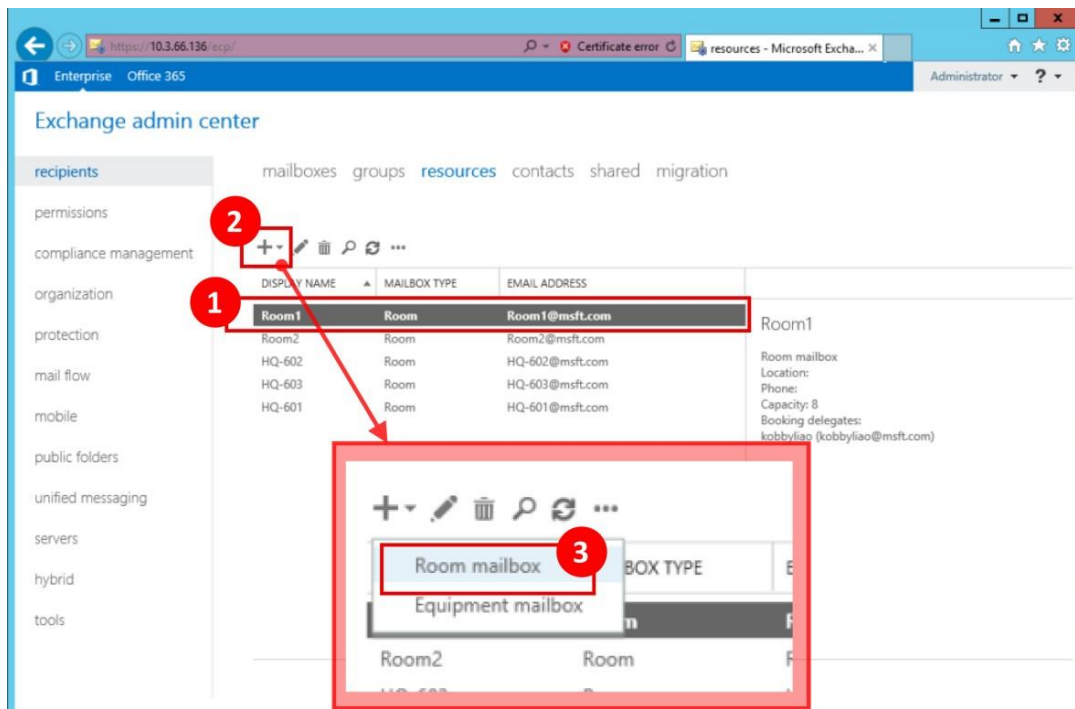 https://10.3.66.136/ecp/ Certificate error resources - Microsoft Excha...
Enterprise Office 365 Administrator ?
Exchange admin center
recipients
permissions
compliance management
organization
protection
mail flow
mobile
public folders
unified messaging
servers
hybrid
tools
mailboxes groups resources contacts shared migration
2
DISPLAY NAME MAILBOX TYPE EMAIL ADDRESS
1
Room1 Room Room1@msft.com
Room2 Room Room2@msft.com
HQ-602 Room HQ-602@msft.com
HQ-603 Room HQ-603@msft.com
HQ-601 Room HQ-601@msft.com
Room1
Room mailbox
Location:
Phone:
Capacity: 8
Booking delegates:
kobbyliao (kobbyliao@msft.com)
3
Room mailbox BOX TYPE E
Equipment mailbox
Room2 Room